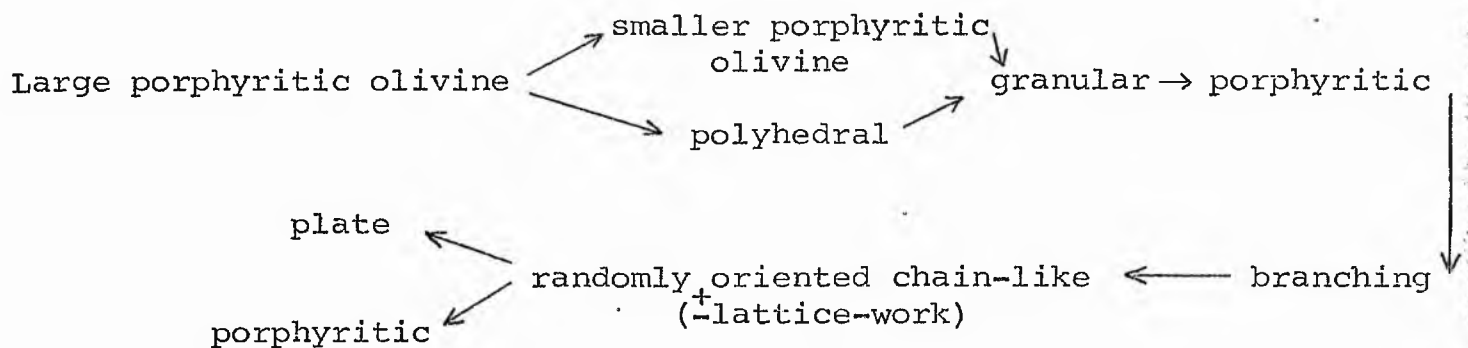 smaller porphyritic
olivine
Large porphyritic olivine
granular → porphyritic
polyhedral
plate
randomly oriented chain-like
branching
(±lattice-work)
porphyritic